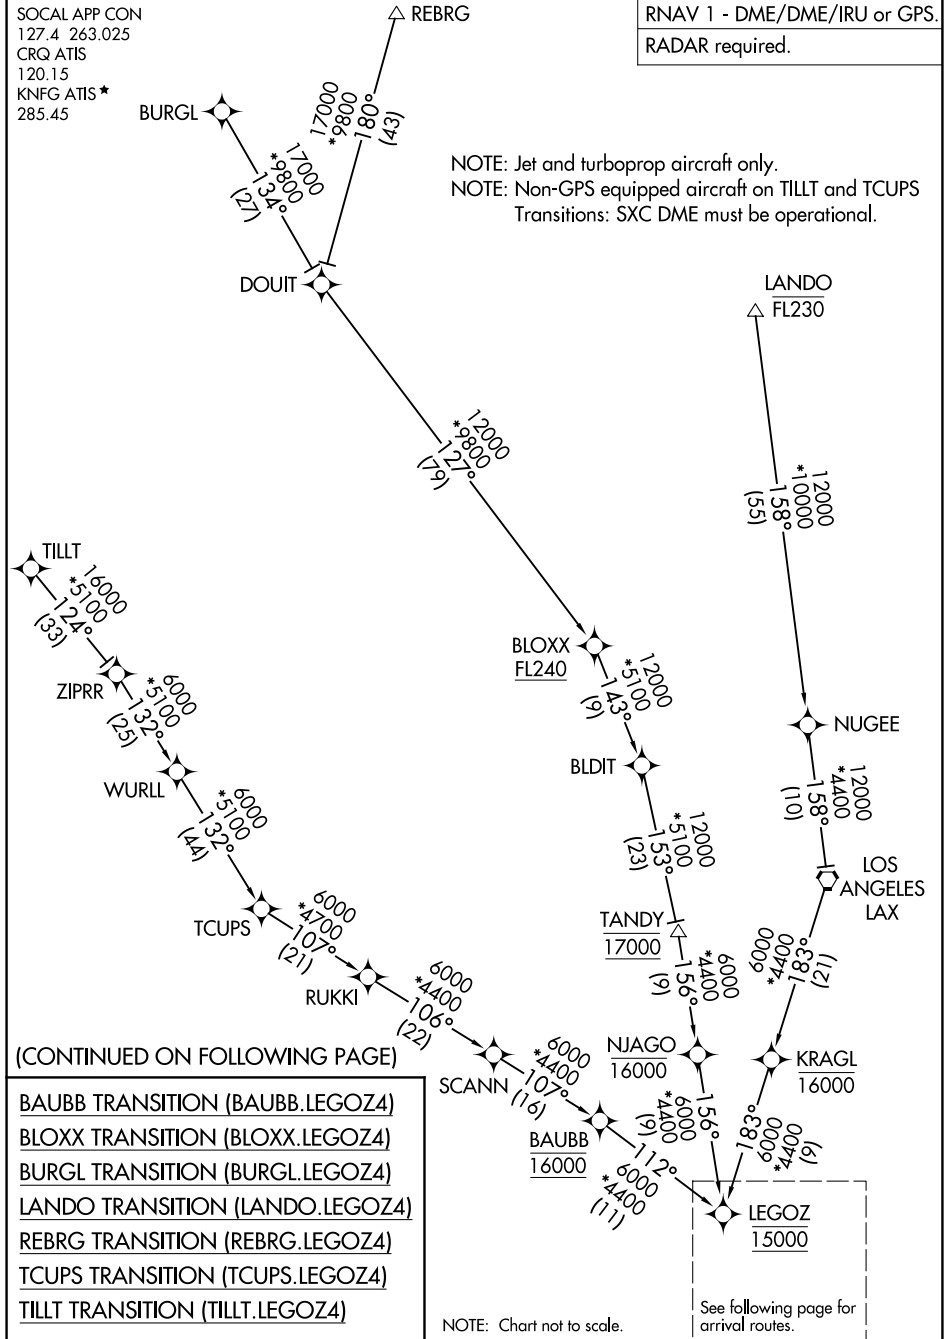 SOCAL APP CON
127.4 263.025
CRQ ATIS
120.15
KNFG ATIS ★
285.45
RNAV 1 - DME/DME/IRU or GPS.
RADAR required.
REBRG
17000
*9800
180°
(43)
BURGL
17000
*9800
134°
(27)
NOTE: Jet and turboprop aircraft only.
NOTE: Non-GPS equipped aircraft on TILLT and TCUPS
Transitions: SXC DME must be operational.
DOUIT
LANDO
FL230
12000
*9800
127°
(79)
12000
*10000
158°
(55)
TILLT
16000
*5100
124°
(33)
ZIPRR
6000
*5100
132°
(25)
WURLL
6000
*5100
132°
(44)
TCUPS
6000
*4700
107°
(21)
RUKKI
6000
*4400
106°
(22)
SCANN
6000
*4400
107°
(16)
BAUBB
16000
112°
6000
*4400
(11)
BLOXX
FL240
12000
*5100
143°
(9)
BLDIT
12000
*5100
153°
(23)
TANDY
17000
6000
*4400
156°
(9)
NJAGO
16000
156°
6000
*4400
(9)
NUGEE
12000
*4400
158°
(10)
LOS
ANGELES
LAX
6000
*4400
183°
(21)
KRAGL
16000
183°
6000
*4400
(9)
LEGOZ
15000
See following page for
arrival routes.
(CONTINUED ON FOLLOWING PAGE)
BAUBB TRANSITION (BAUBB.LEGOZ4)
BLOXX TRANSITION (BLOXX.LEGOZ4)
BURGL TRANSITION (BURGL.LEGOZ4)
LANDO TRANSITION (LANDO.LEGOZ4)
REBRG TRANSITION (REBRG.LEGOZ4)
TCUPS TRANSITION (TCUPS.LEGOZ4)
TILLT TRANSITION (TILLT.LEGOZ4)
NOTE: Chart not to scale.